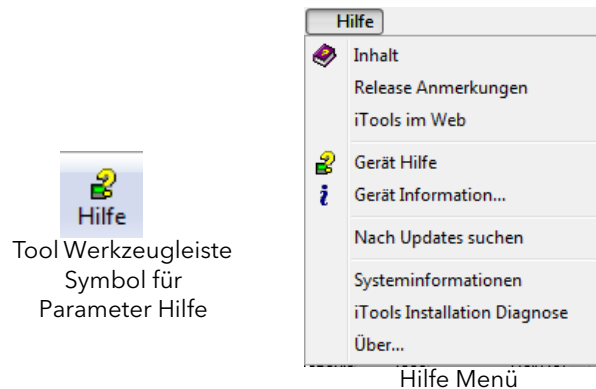 Hilfe
Tool Werkzeugleiste
Symbol für
Parameter Hilfe
Hilfe
Inhalt
Release Anmerkungen
iTools im Web
Gerät Hilfe
Gerät Information...
Nach Updates suchen
Systeminformationen
iTools Installation Diagnose
Über...
Hilfe Menü